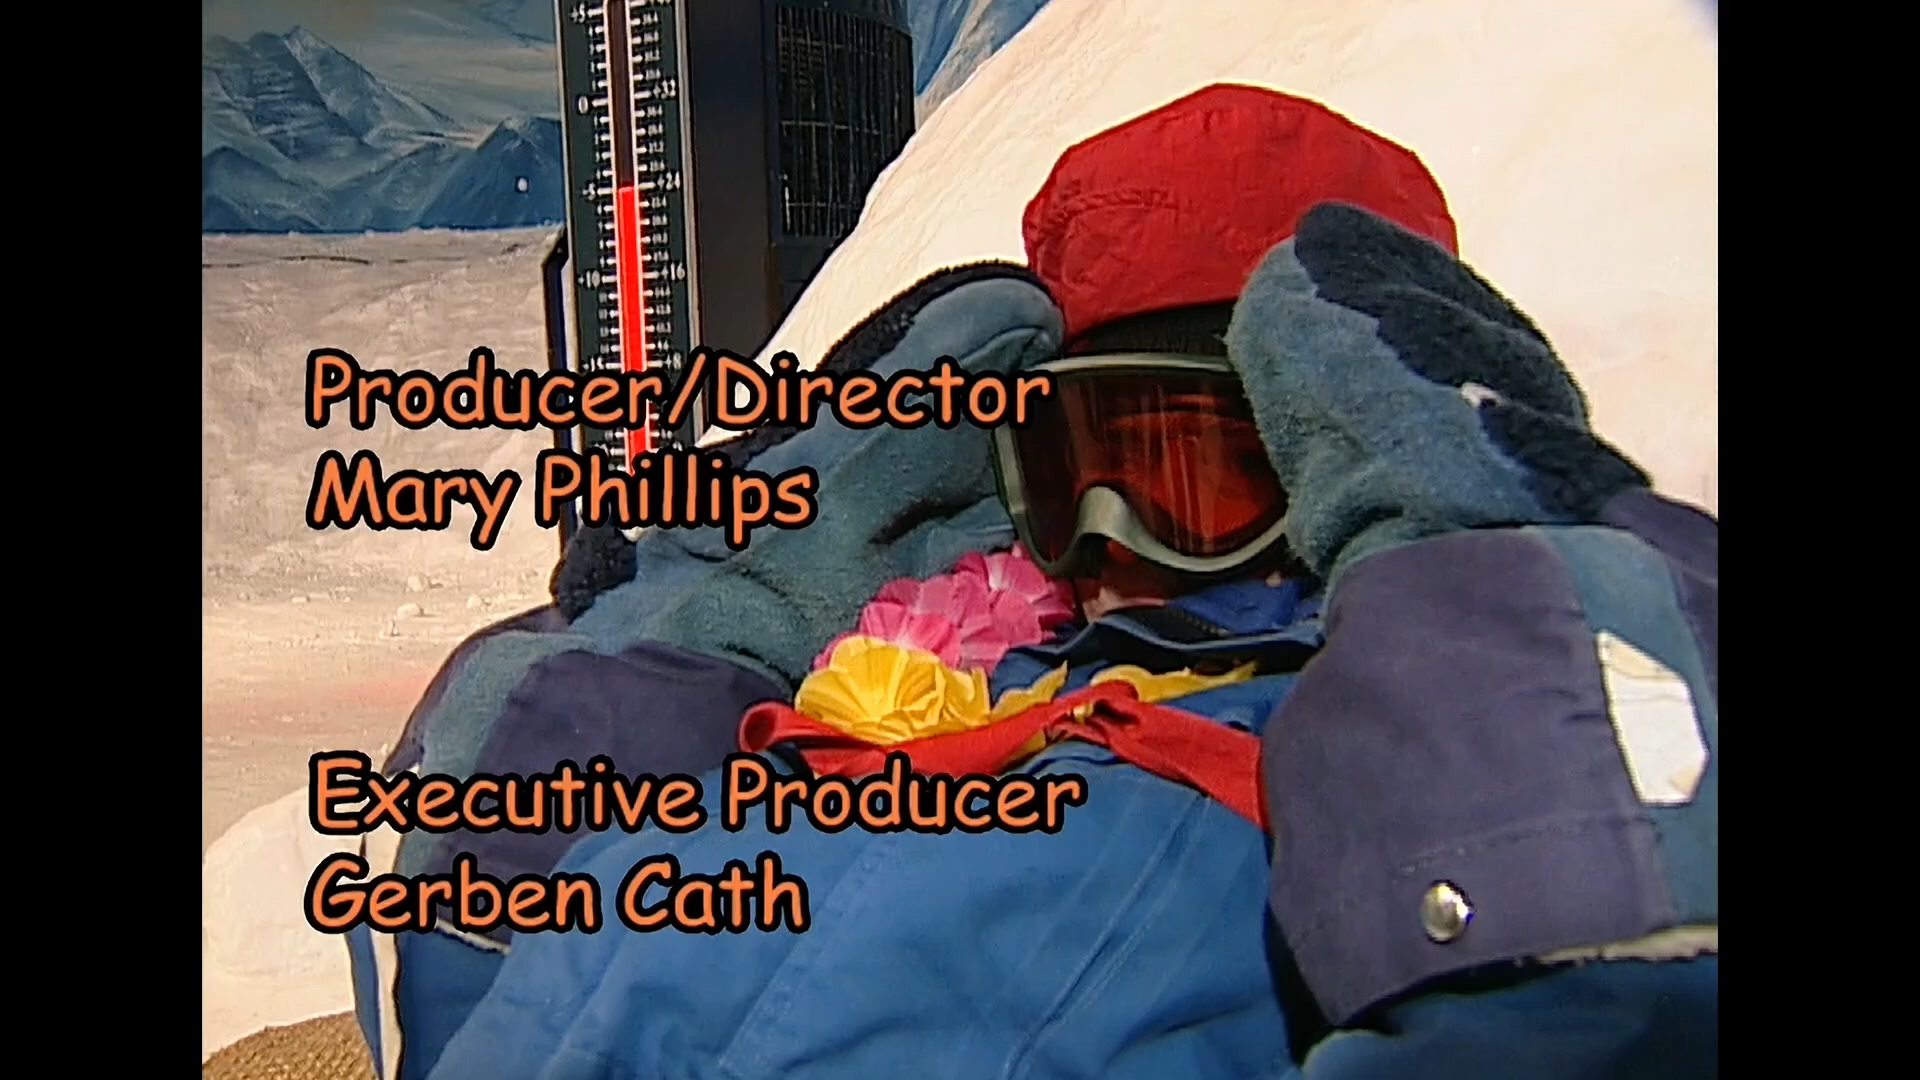 Producer/Director
Mary Phillips
Executive Producer
Gerben Cath